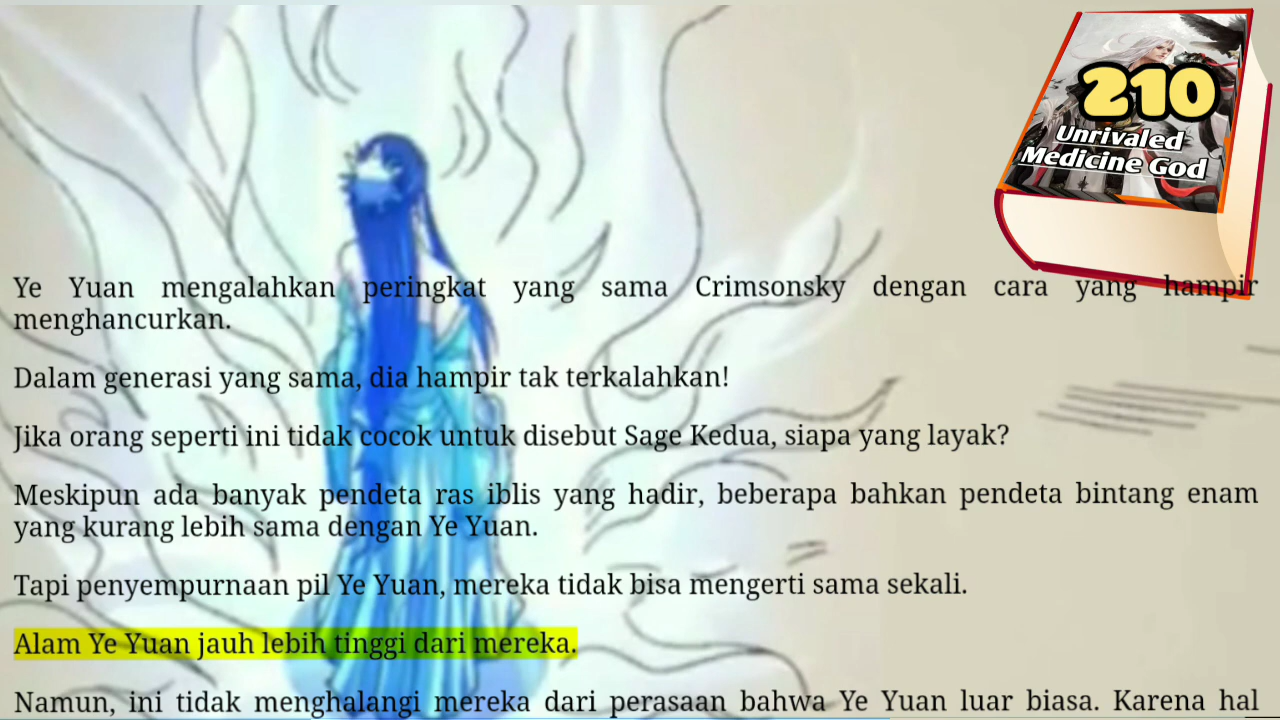 210
Unrivaled
Medicine God
Ye Yuan mengalahkan peringkat yang sama Crimsonsky dengan cara yang hampir
menghancurkan.
Dalam generasi yang sama, dia hampir tak terkalahkan!
Jika orang seperti ini tidak cocok untuk disebut Sage Kedua, siapa yang layak?
Meskipun ada banyak pendeta ras iblis yang hadir, beberapa bahkan pendeta bintang enam
yang kurang lebih sama dengan Ye Yuan.
Tapi penyempurnaan pil Ye Yuan, mereka tidak bisa mengerti sama sekali.
Alam Ye Yuan jauh lebih tinggi dari mereka.
Namun, ini tidak menghalangi mereka dari perasaan bahwa Ye Yuan luar biasa. Karena hal